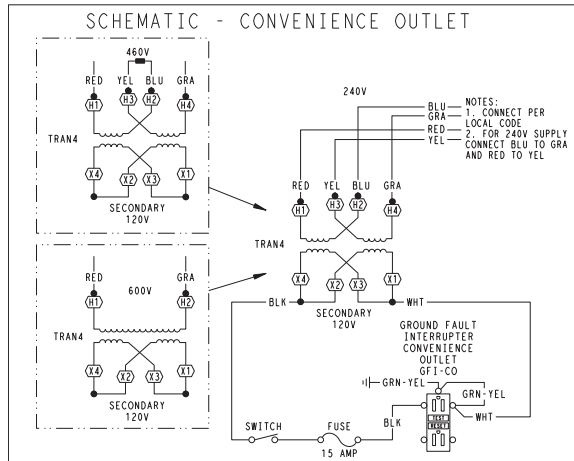 SCHEMATIC - CONVENIENCE OUTLET
460V
RED YEL BLU GRA
H1 H3 H2 H4
TRAN4
X4 X2 X3 X1
SECONDARY
120V
RED GRA
600V
H1 H2
TRAN4
X4 X2 X3 X1
SECONDARY
120V
240V
BLU
GRA
RED
YEL
NOTES:
1. CONNECT PER
LOCAL CODE
2. FOR 240V SUPPLY
CONNECT BLU TO GRA
AND RED TO YEL
RED YEL BLU GRA
H1 H3 H2 H4
TRAN4
X4 X2 X3 X1
BLK WHT
SECONDARY
120V
GROUND FAULT
INTERRUPTER
CONVENIENCE
OUTLET
GFI-CO
GRN-YEL
GRN-YEL
WHT
TEST
RESET
BLK
SWITCH FUSE
15 AMP